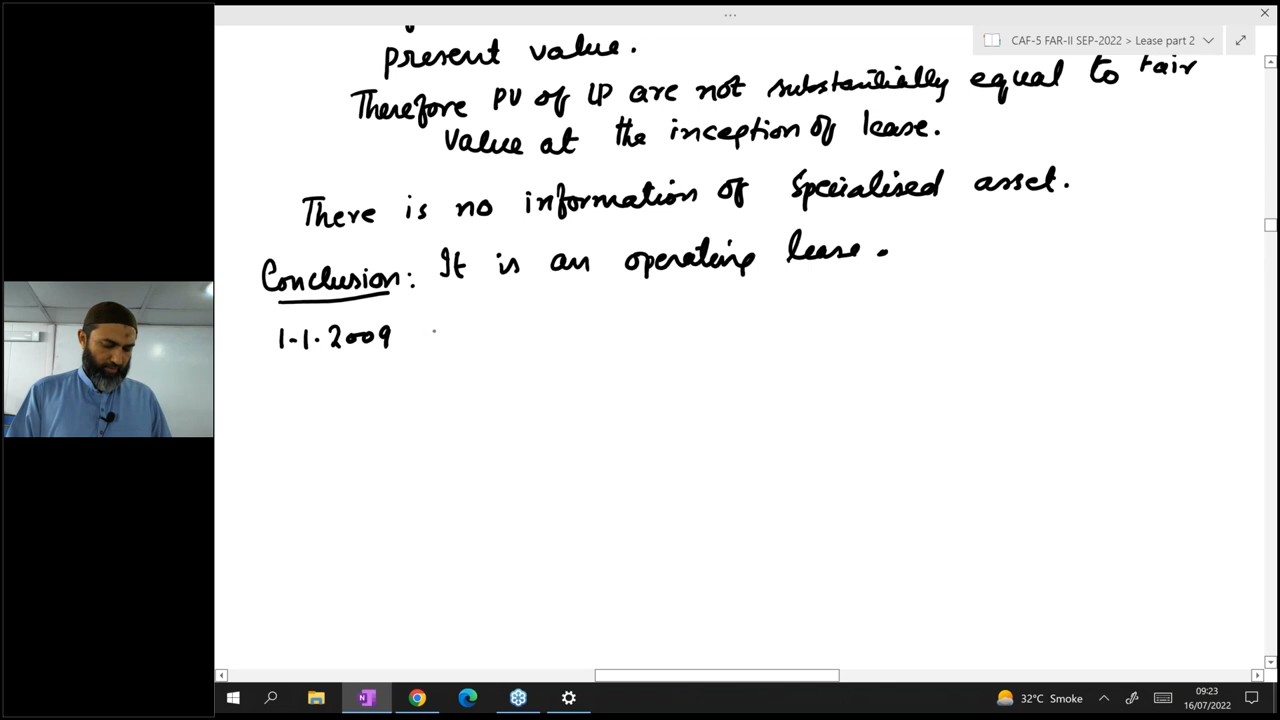 CAF-5 FAR-II SEP-2022 > Lease part 2
present value.
Therefore PV of LP are not substantially equal to Fair
value at the inception of lease.
There is no information of Specialised asset.
Conclusion: It is an operating lease.
1.1.2009
32°C Smoke
09:23
16/07/2022